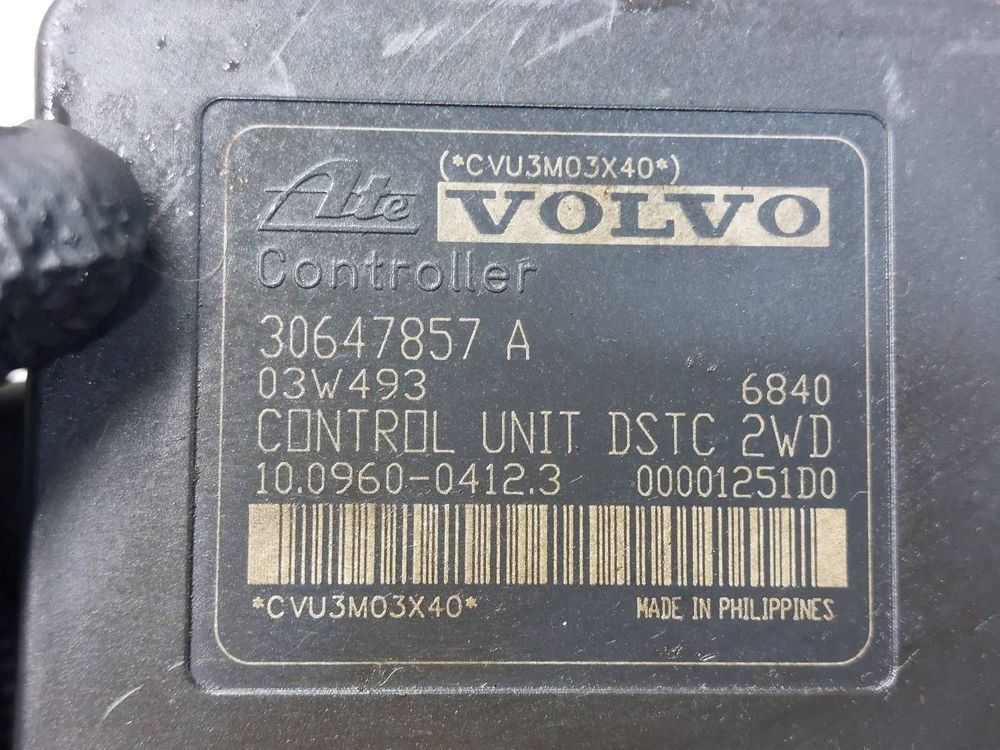 (*CVU3M03X40*)
Ate VOLVO
Controller
30647857 A
03W493 6840
CONTROL UNIT DSTC 2WD
10.0960-0412.3 00001251D0
*CVU3M03X40* MADE IN PHILIPPINES